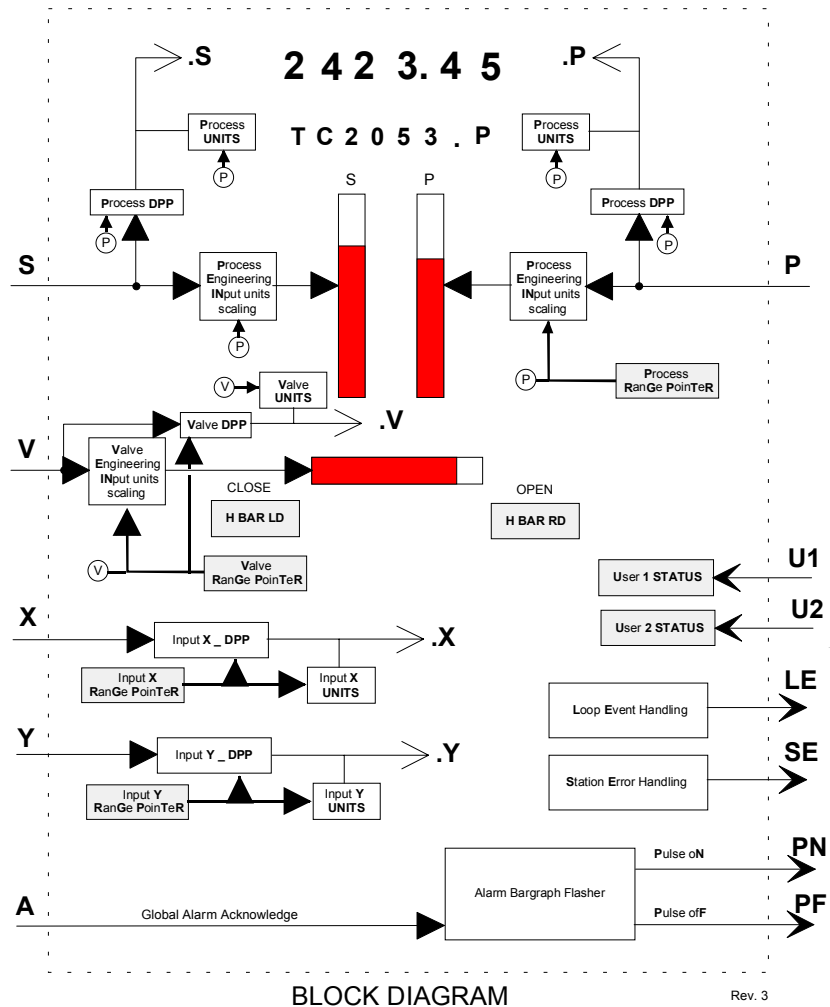 .S
2 4 2 3. 4 5
.P
Process
UNITS
P
T C 2 0 5 3 . P
Process
UNITS
P
S
P
Process DPP
P
Process DPP
P
S
Process
Engineering
INput units
scaling
P
Process
Engineering
INput units
scaling
P
P
Process
RanGe PoinTeR
V
Valve
UNITS
Valve DPP
.V
V
Valve
Engineering
INput units
scaling
CLOSE
H BAR LD
OPEN
H BAR RD
V
Valve
RanGe PoinTeR
User 1 STATUS
U1
User 2 STATUS
U2
X
Input X _ DPP
.X
Input X
RanGe PoinTeR
Input X
UNITS
Loop Event Handling
LE
Y
Input Y _ DPP
.Y
Input Y
RanGe PoinTeR
Input Y
UNITS
Station Error Handling
SE
A
Global Alarm Acknowledge
Alarm Bargraph Flasher
Pulse oN
PN
Pulse ofF
PF
BLOCK DIAGRAM
Rev. 3